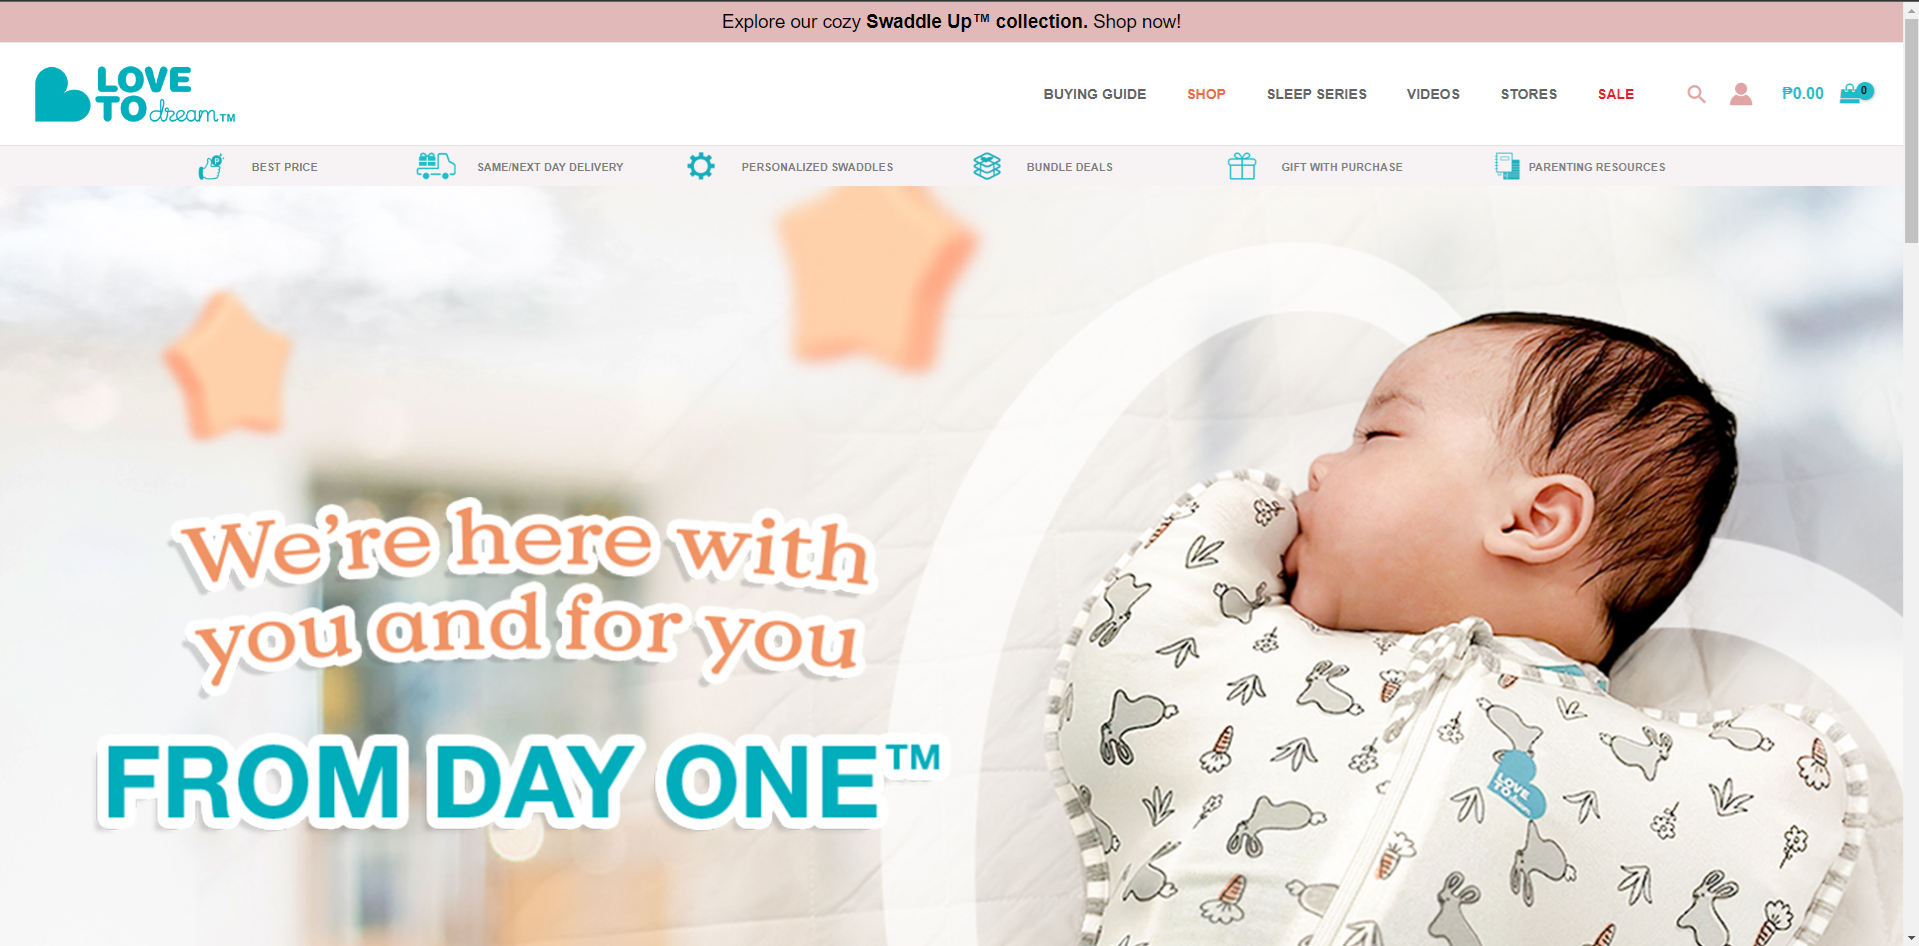 Explore our cozy Swaddle Up™ collection. Shop now!
LOVE
TO dream™
BUYING GUIDE
SHOP
SLEEP SERIES
VIDEOS
STORES
SALE
₱0.00
0
BEST PRICE
SAME/NEXT DAY DELIVERY
PERSONALIZED SWADDLES
BUNDLE DEALS
GIFT WITH PURCHASE
PARENTING RESOURCES
We're here with
you and for you
FROM DAY ONE™
LOVE
TO dream